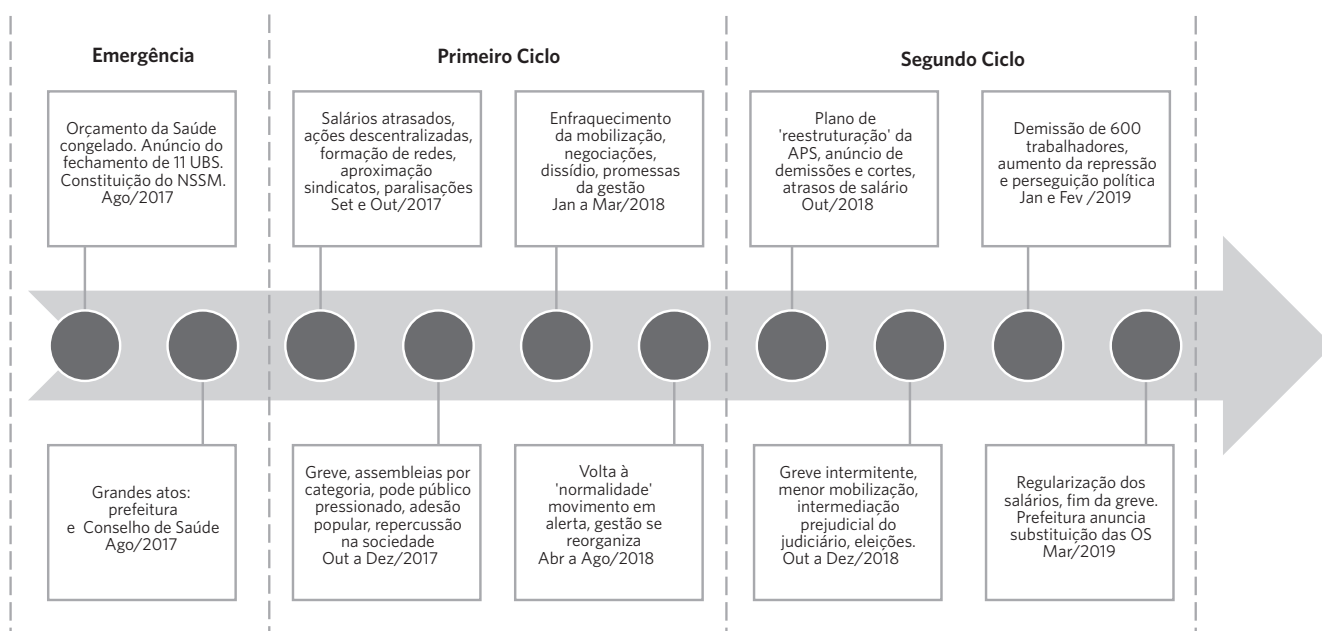 Emergência
Orçamento da Saúde
congelado. Anúncio do
fechamento de 11 UBS.
Constituição do NSSM.
Ago/2017
Grandes atos:
prefeitura
e Conselho de Saúde
Ago/2017
Primeiro Ciclo
Salários atrasados,
ações descentralizadas,
formação de redes,
aproximação
sindicatos, paralisações
Set e Out/2017
Greve, assembleias por
categoria, pode público
pressionado, adesão
popular, repercussão
na sociedade
Out a Dez/2017
Enfraquecimento
da mobilização,
negociações,
dissídio, promessas
da gestão
Jan a Mar/2018
Volta à
'normalidade'
movimento em
alerta, gestão se
reorganiza
Abr a Ago/2018
Segundo Ciclo
Plano de
'reestruturação' da
APS, anúncio de
demissões e cortes,
atrasos de salário
Out/2018
Greve intermitente,
menor mobilização,
intermediação
prejudicial do
judiciário, eleições.
Out a Dez/2018
Demissão de 600
trabalhadores,
aumento da repressão
e perseguição política
Jan e Fev /2019
Regularização dos
salários, fim da greve.
Prefeitura anuncia
substituição das OS
Mar/2019